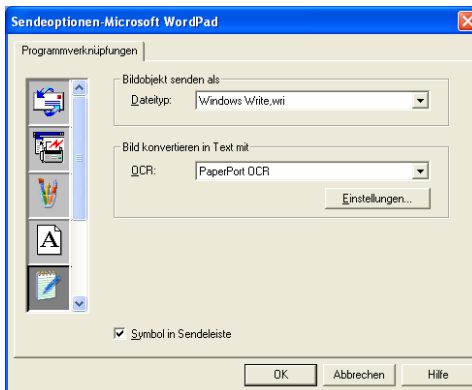 Sendeoptionen-Microsoft WordPad
Programmverknüpfungen
Bildobjekt senden als
Dateityp: Windows Write,wri
Bild konvertieren in Text mit
OCR: PaperPort OCR
Einstellungen...
A
Symbol in Sendeleiste
OK Abbrechen Hilfe